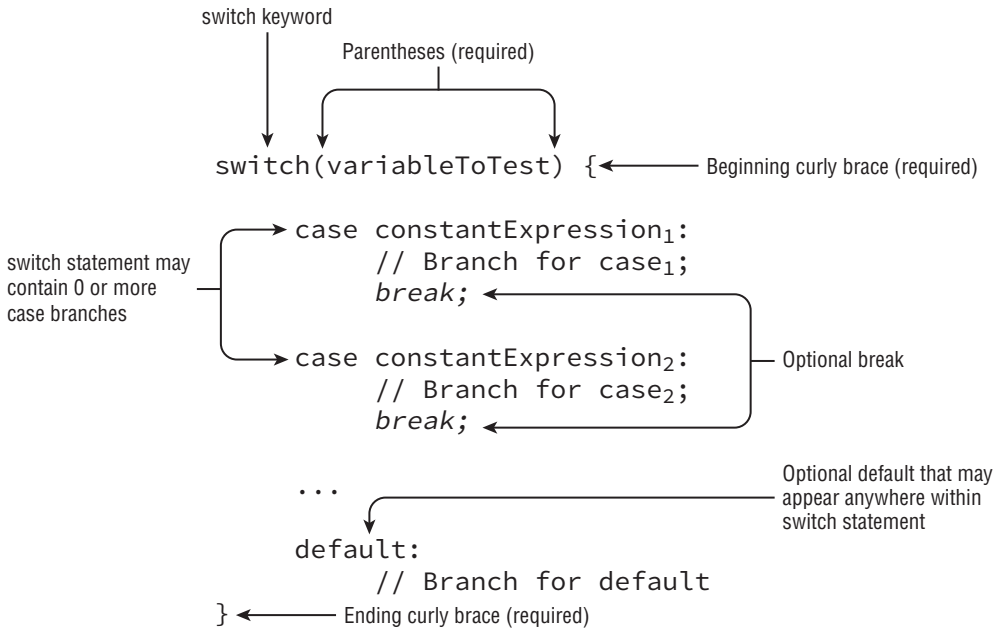 switch keyword
Parentheses (required)
switch(variableToTest) {
Beginning curly brace (required)
case constantExpression₁:
// Branch for case₁;
break;
switch statement may
contain 0 or more
case branches
case constantExpression₂:
// Branch for case₂;
break;
Optional break
...
Optional default that may
appear anywhere within
switch statement
default:
// Branch for default
}
Ending curly brace (required)